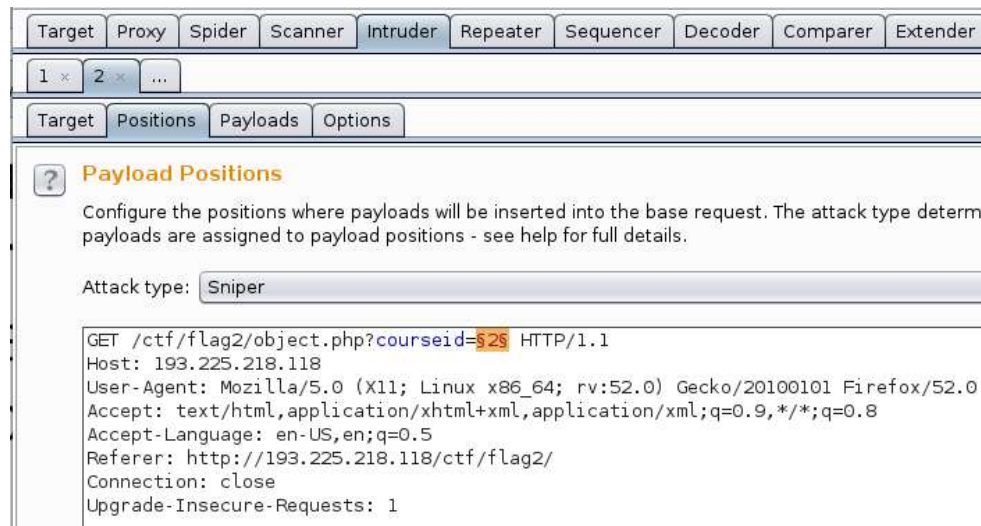 Target Proxy Spider Scanner Intruder Repeater Sequencer Decoder Comparer Extender
1 × 2 × ...
Target Positions Payloads Options
? Payload Positions
Configure the positions where payloads will be inserted into the base request. The attack type determ
payloads are assigned to payload positions - see help for full details.
Attack type: Sniper
GET /ctf/flag2/object.php?courseid=§2§ HTTP/1.1
Host: 193.225.218.118
User-Agent: Mozilla/5.0 (X11; Linux x86_64; rv:52.0) Gecko/20100101 Firefox/52.0
Accept: text/html,application/xhtml+xml,application/xml;q=0.9,*/*;q=0.8
Accept-Language: en-US,en;q=0.5
Referer: http://193.225.218.118/ctf/flag2/
Connection: close
Upgrade-Insecure-Requests: 1